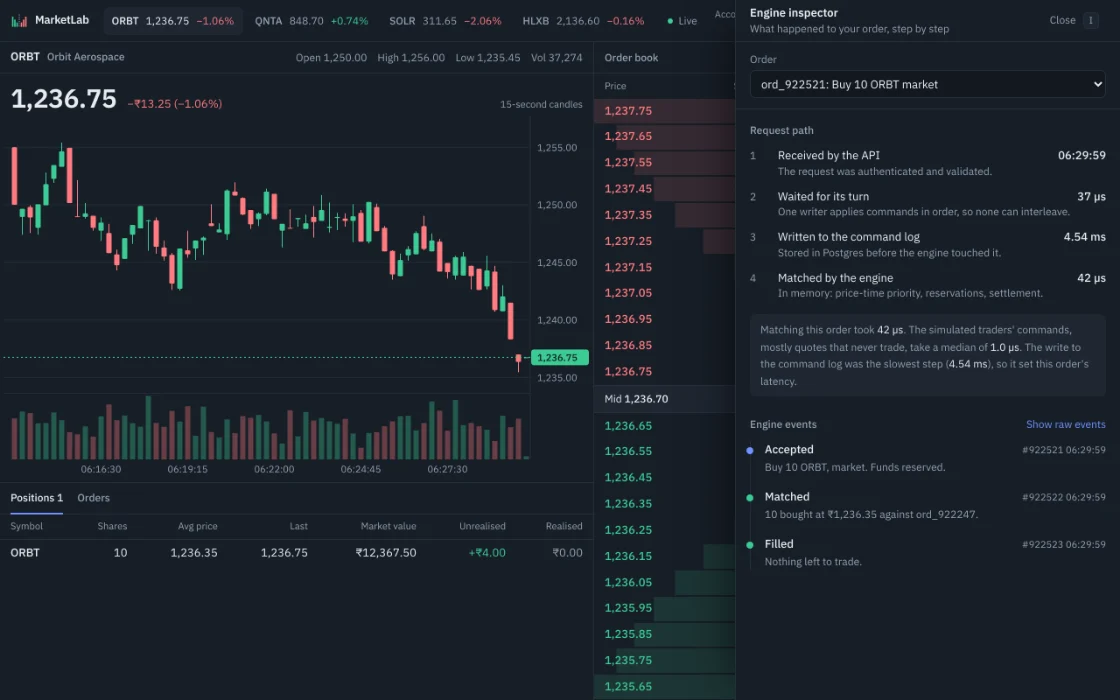 MarketLab
ORBT 1,236.75 −1.06%
QNTA 848.70 +0.74%
SOLR 311.65 −2.06%
HLXB 2,136.60 −0.16%
Live
Acco
ORBT Orbit Aerospace
Open 1,250.00 High 1,256.00 Low 1,235.45 Vol 37,274
1,236.75 −₹13.25 (−1.06%)
15-second candles
1,255.00
1,250.00
1,245.00
1,240.00
1,236.75
1,235.00
06:16:30 06:19:15 06:22:00 06:24:45 06:27:30
Positions 1 Orders
Symbol Shares Avg price Last Market value Unrealised Realised
ORBT 10 1,236.35 1,236.75 ₹12,367.50 +₹4.00 ₹0.00
Order book
Price
1,237.75
1,237.65
1,237.55
1,237.45
1,237.35
1,237.25
1,237.15
1,237.05
1,236.95
1,236.85
1,236.75
Mid 1,236.70
1,236.65
1,236.55
1,236.45
1,236.35
1,236.25
1,236.15
1,236.05
1,235.95
1,235.85
1,235.75
1,235.65
Engine inspector
What happened to your order, step by step
Close
Order
ord_922521: Buy 10 ORBT market
Request path
1 Received by the API 06:29:59
The request was authenticated and validated.
2 Waited for its turn 37 µs
One writer applies commands in order, so none can interleave.
3 Written to the command log 4.54 ms
Stored in Postgres before the engine touched it.
4 Matched by the engine 42 µs
In memory: price-time priority, reservations, settlement.
Matching this order took 42 µs. The simulated traders' commands,
mostly quotes that never trade, take a median of 1.0 µs. The write to
the command log was the slowest step (4.54 ms), so it set this order's
latency.
Engine events Show raw events
Accepted #922521 06:29:59
Buy 10 ORBT, market. Funds reserved.
Matched #922522 06:29:59
10 bought at ₹1,236.35 against ord_922247.
Filled #922523 06:29:59
Nothing left to trade.